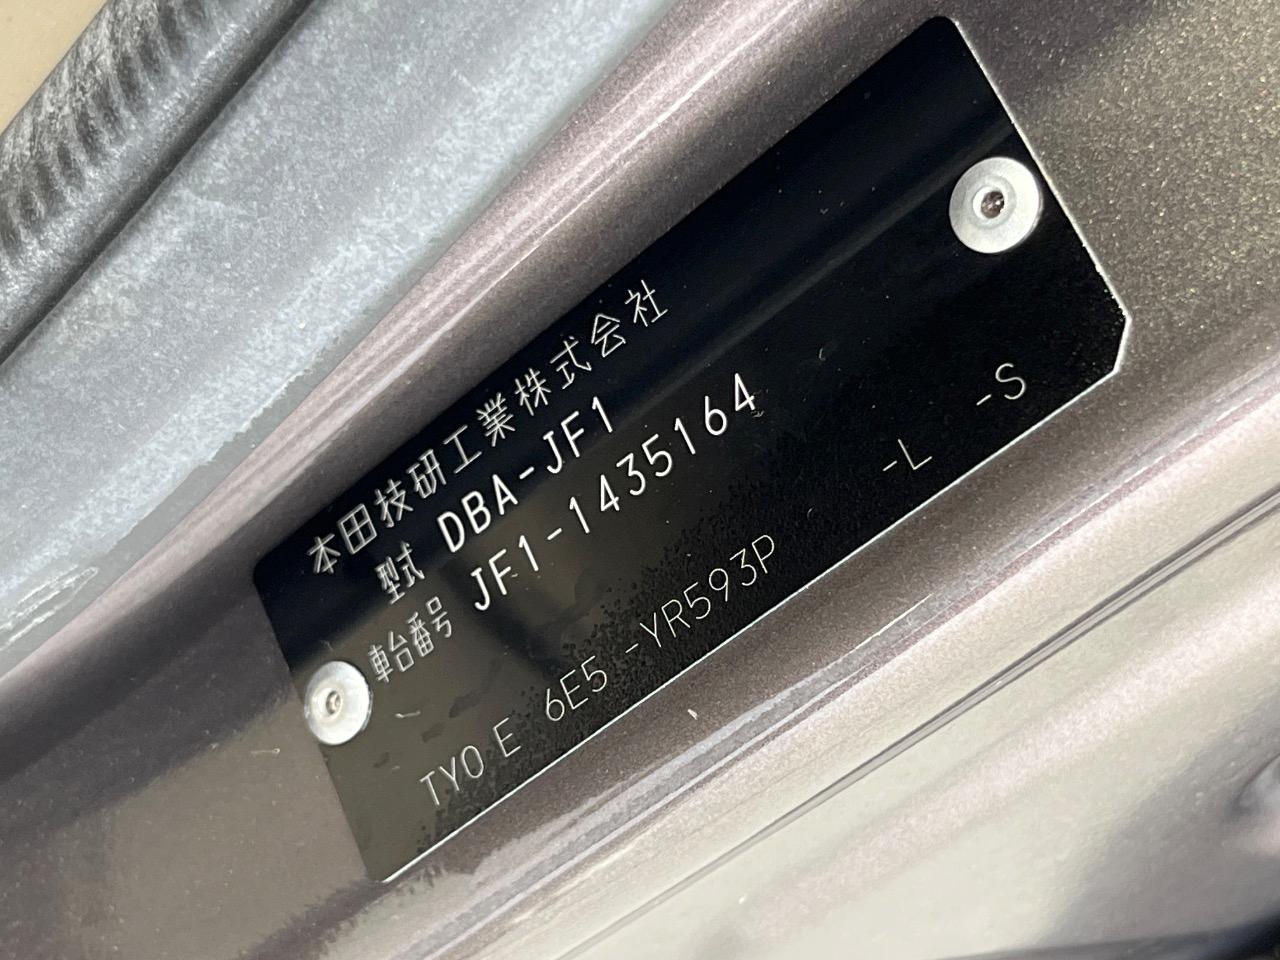 本田技研工業株式会社
型式 DBA-JF1
車台番号 JF1-1435164
TYO E 6E5 -YR593P -L -S